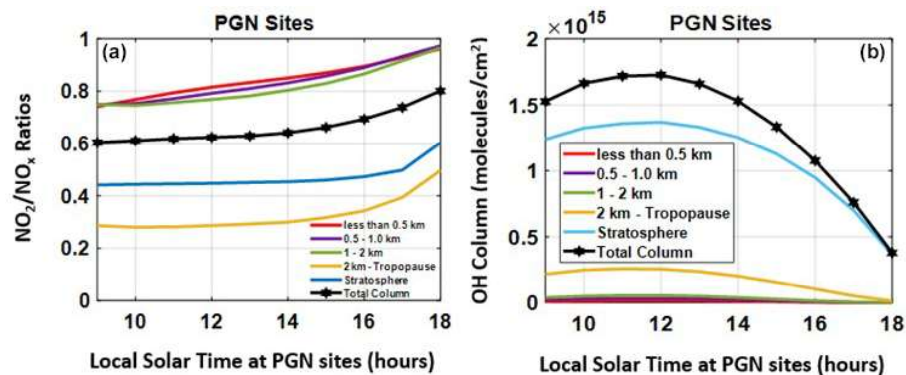 PGN Sites
(a)
NO2/NOx Ratios
1
0.8
0.6
0.4
0.2
0
10 12 14 16 18
less than 0.5 km
0.5 - 1.0 km
1 - 2 km
2 km - Tropopause
Stratosphere
Total Column
Local Solar Time at PGN sites (hours)
PGN Sites
× 10^15
(b)
OH Column (molecules/cm²)
2
1.5
1
0.5
0
10 11 12 13 14 15 16 17 18
less than 0.5 km
0.5 - 1.0 km
1 - 2 km
2 km - Tropopause
Stratosphere
Total Column
Local Solar Time at PGN sites (hours)